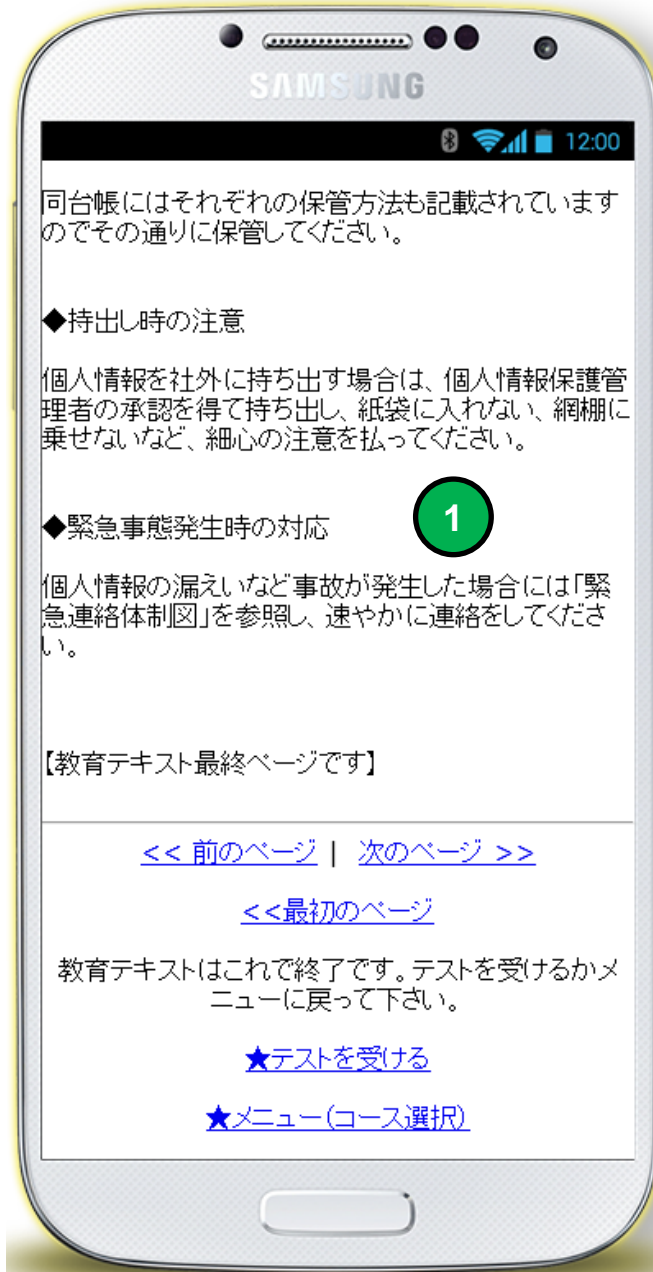 SAMSUNG
12:00
同台帳にはそれぞれの保管方法も記載されています
のでその通りに保管してください。
◆持出し時の注意
個人情報を社外に持ち出す場合は、個人情報保護管
理者の承認を得て持ち出し、紙袋に入れない、網棚に
乗せないなど、細心の注意を払ってください。
◆緊急事態発生時の対応
1
個人情報の漏えいなど事故が発生した場合には「緊
急連絡体制図」を参照し、速やかに連絡をしてくださ
い。
【教育テキスト最終ページです】
<< 前のページ | 次のページ >>
<<最初のページ
教育テキストはこれで終了です。テストを受けるかメ
ニューに戻って下さい。
★テストを受ける
★メニュー(コース選択)